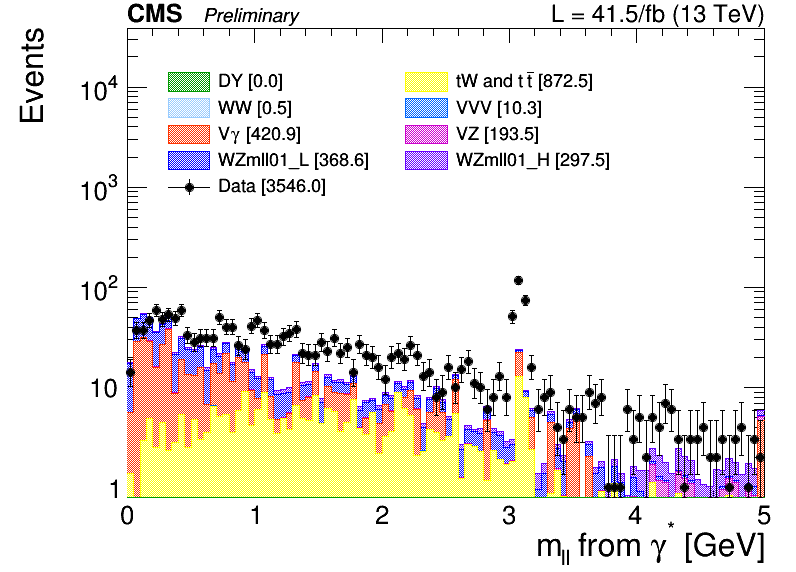 CMS Preliminary L = 41.5/fb (13 TeV)
Events
10⁴
10³
10²
10
1
DY [0.0]
WW [0.5]
Vγ [420.9]
WZmll01_L [368.6]
Data [3546.0]
tW and tt̅ [872.5]
VVV [10.3]
VZ [193.5]
WZmll01_H [297.5]
0 1 2 3 4 5
m_ll from γ* [GeV]